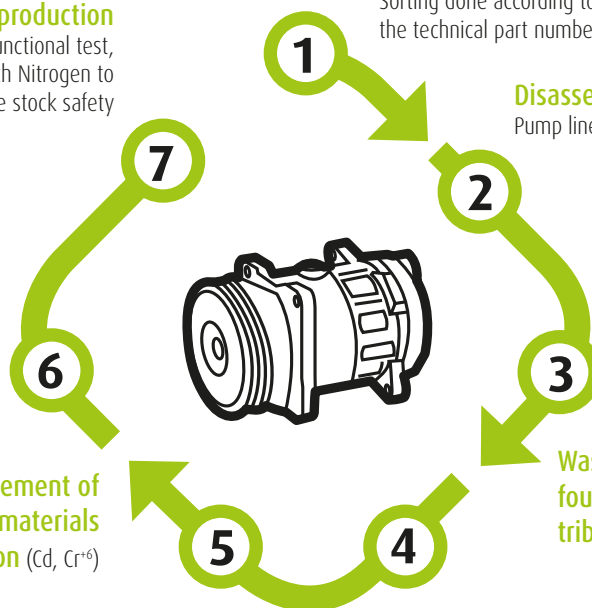 production
unctional test,
th Nitrogen to
e stock safety
Sorting done according to
the technical part numbe
1
Disasse
Pump line
7
2
6
3
Was
fou
trib
ement of
materials
on (Cd, Cr⁺⁶)
5
4